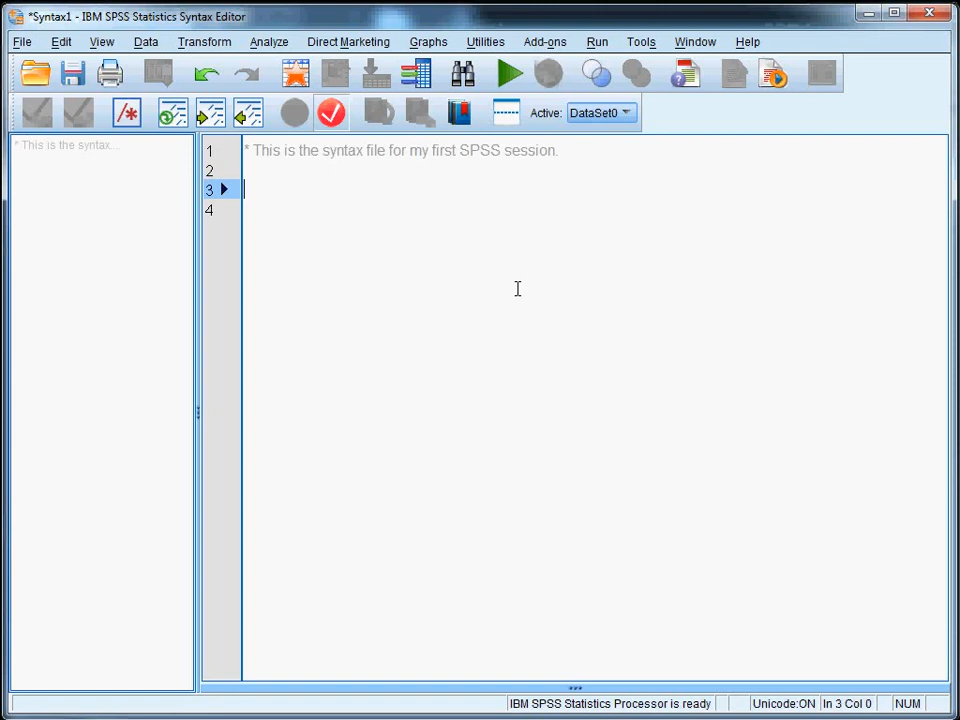 *Syntax1 - IBM SPSS Statistics Syntax Editor
File Edit View Data Transform Analyze Direct Marketing Graphs Utilities Add-ons Run Tools Window Help
/* Active: DataSet0
* This is the syntax...
1 * This is the syntax file for my first SPSS session.
2
3
4
IBM SPSS Statistics Processor is ready Unicode:ON In 3 Col 0 NUM